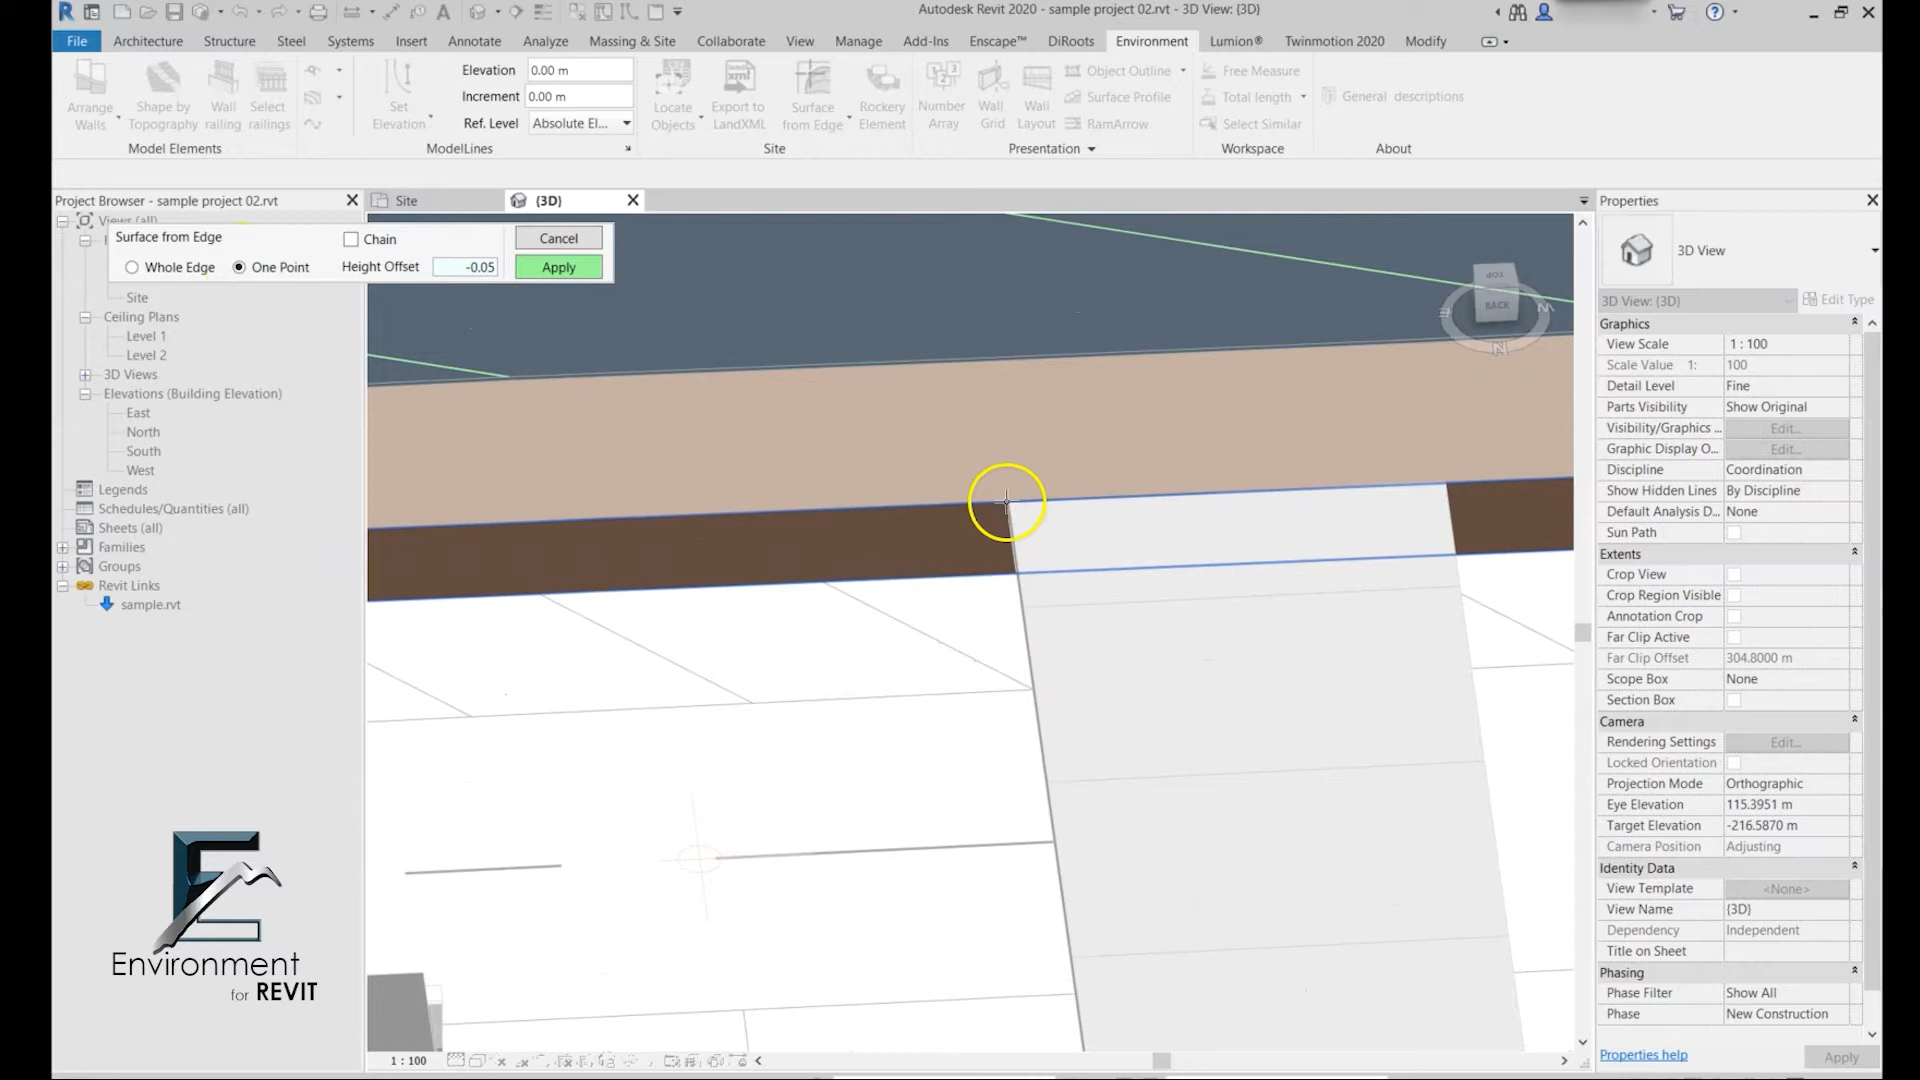 Autodesk Revit 2020 - sample project 02.rvt - 3D View: {3D}
File Architecture Structure Steel Systems Insert Annotate Analyze Massing & Site Collaborate View Manage Add-Ins Enscape™ DiRoots Environment Lumion® Twinmotion 2020 Modify
Arrange Walls
Shape by Topography
Wall railing
Select railings
Model Elements
Set Elevation
Elevation 0.00 m
Increment 0.00 m
Ref. Level Absolute El...
ModelLines
Locate Objects
Export to LandXML
Surface from Edge
Rockery Element
Site
Number Array
Wall Grid
Wall Layout
Object Outline
Surface Profile
RamArrow
Presentation
Free Measure
Total length
Select Similar
Workspace
General descriptions
About
Project Browser - sample project 02.rvt
Views (all)
Surface from Edge
Chain
Cancel
Whole Edge
One Point
Height Offset -0.05
Apply
Site
Ceiling Plans
Level 1
Level 2
3D Views
Elevations (Building Elevation)
East
North
South
West
Legends
Schedules/Quantities (all)
Sheets (all)
Families
Groups
Revit Links
sample.rvt
E
Environment
for REVIT
Site
{3D}
TOP
BACK
N
1 : 100
Properties
3D View
3D View: {3D} Edit Type
Graphics
View Scale 1 : 100
Scale Value 1: 100
Detail Level Fine
Parts Visibility Show Original
Visibility/Graphics ... Edit...
Graphic Display O... Edit...
Discipline Coordination
Show Hidden Lines By Discipline
Default Analysis D... None
Sun Path
Extents
Crop View
Crop Region Visible
Annotation Crop
Far Clip Active
Far Clip Offset 304.8000 m
Scope Box None
Section Box
Camera
Rendering Settings Edit...
Locked Orientation
Projection Mode Orthographic
Eye Elevation 115.3951 m
Target Elevation -216.5870 m
Camera Position Adjusting
Identity Data
View Template <None>
View Name {3D}
Dependency Independent
Title on Sheet
Phasing
Phase Filter Show All
Phase New Construction
Properties help
Apply